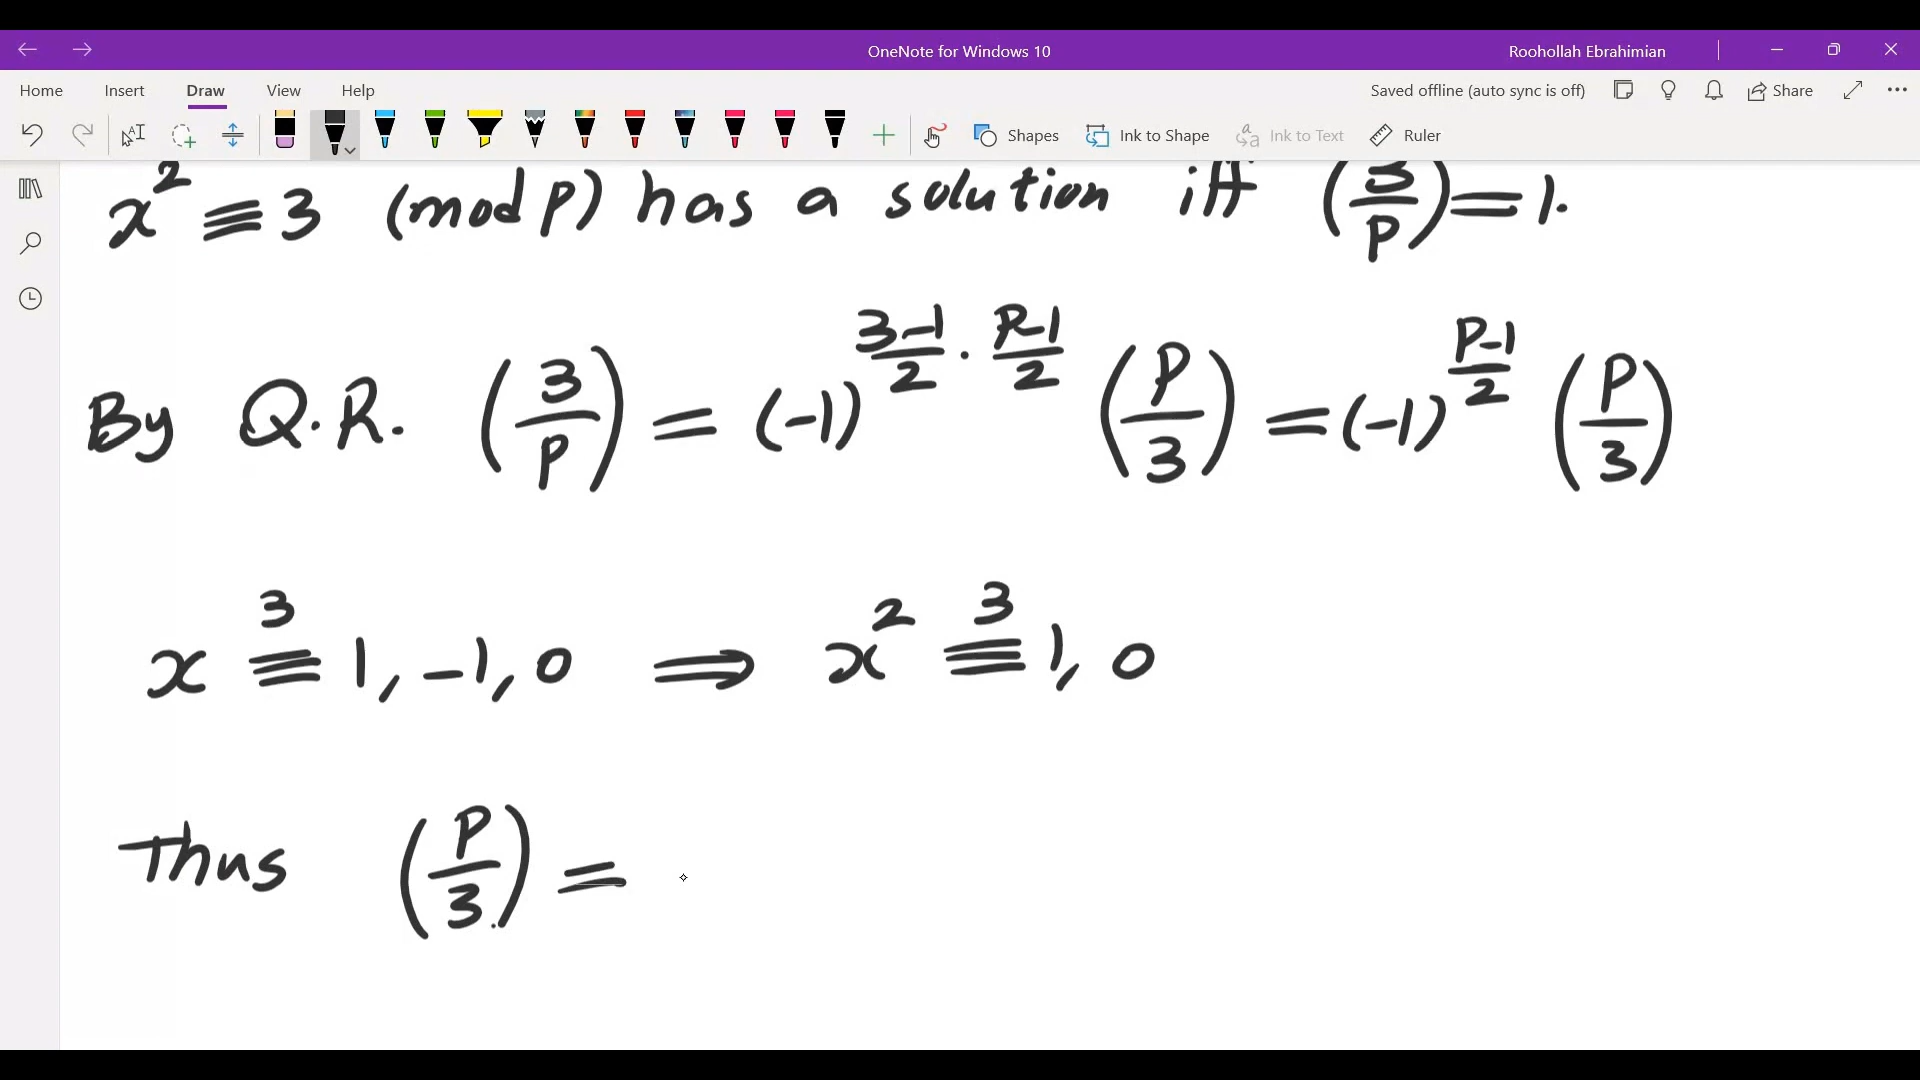 OneNote for Windows 10 Roohollah Ebrahimian
Home Insert Draw View Help Saved offline (auto sync is off) Share
Shapes Ink to Shape Ink to Text Ruler
x² ≡ 3 (mod p) has a solution iff (3/p) = 1.
By Q.R. (3/p) = (-1)^{(3-1)/2 · (p-1)/2} (p/3) = (-1)^{(p-1)/2} (p/3)
x ≡³ 1, -1, 0 ⟹ x² ≡³ 1, 0
Thus (p/3) =